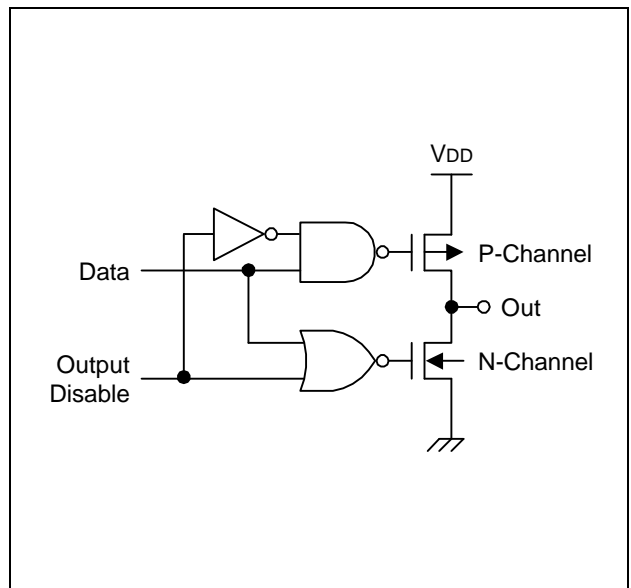 VDD
P-Channel
Data
Out
Output
Disable
N-Channel